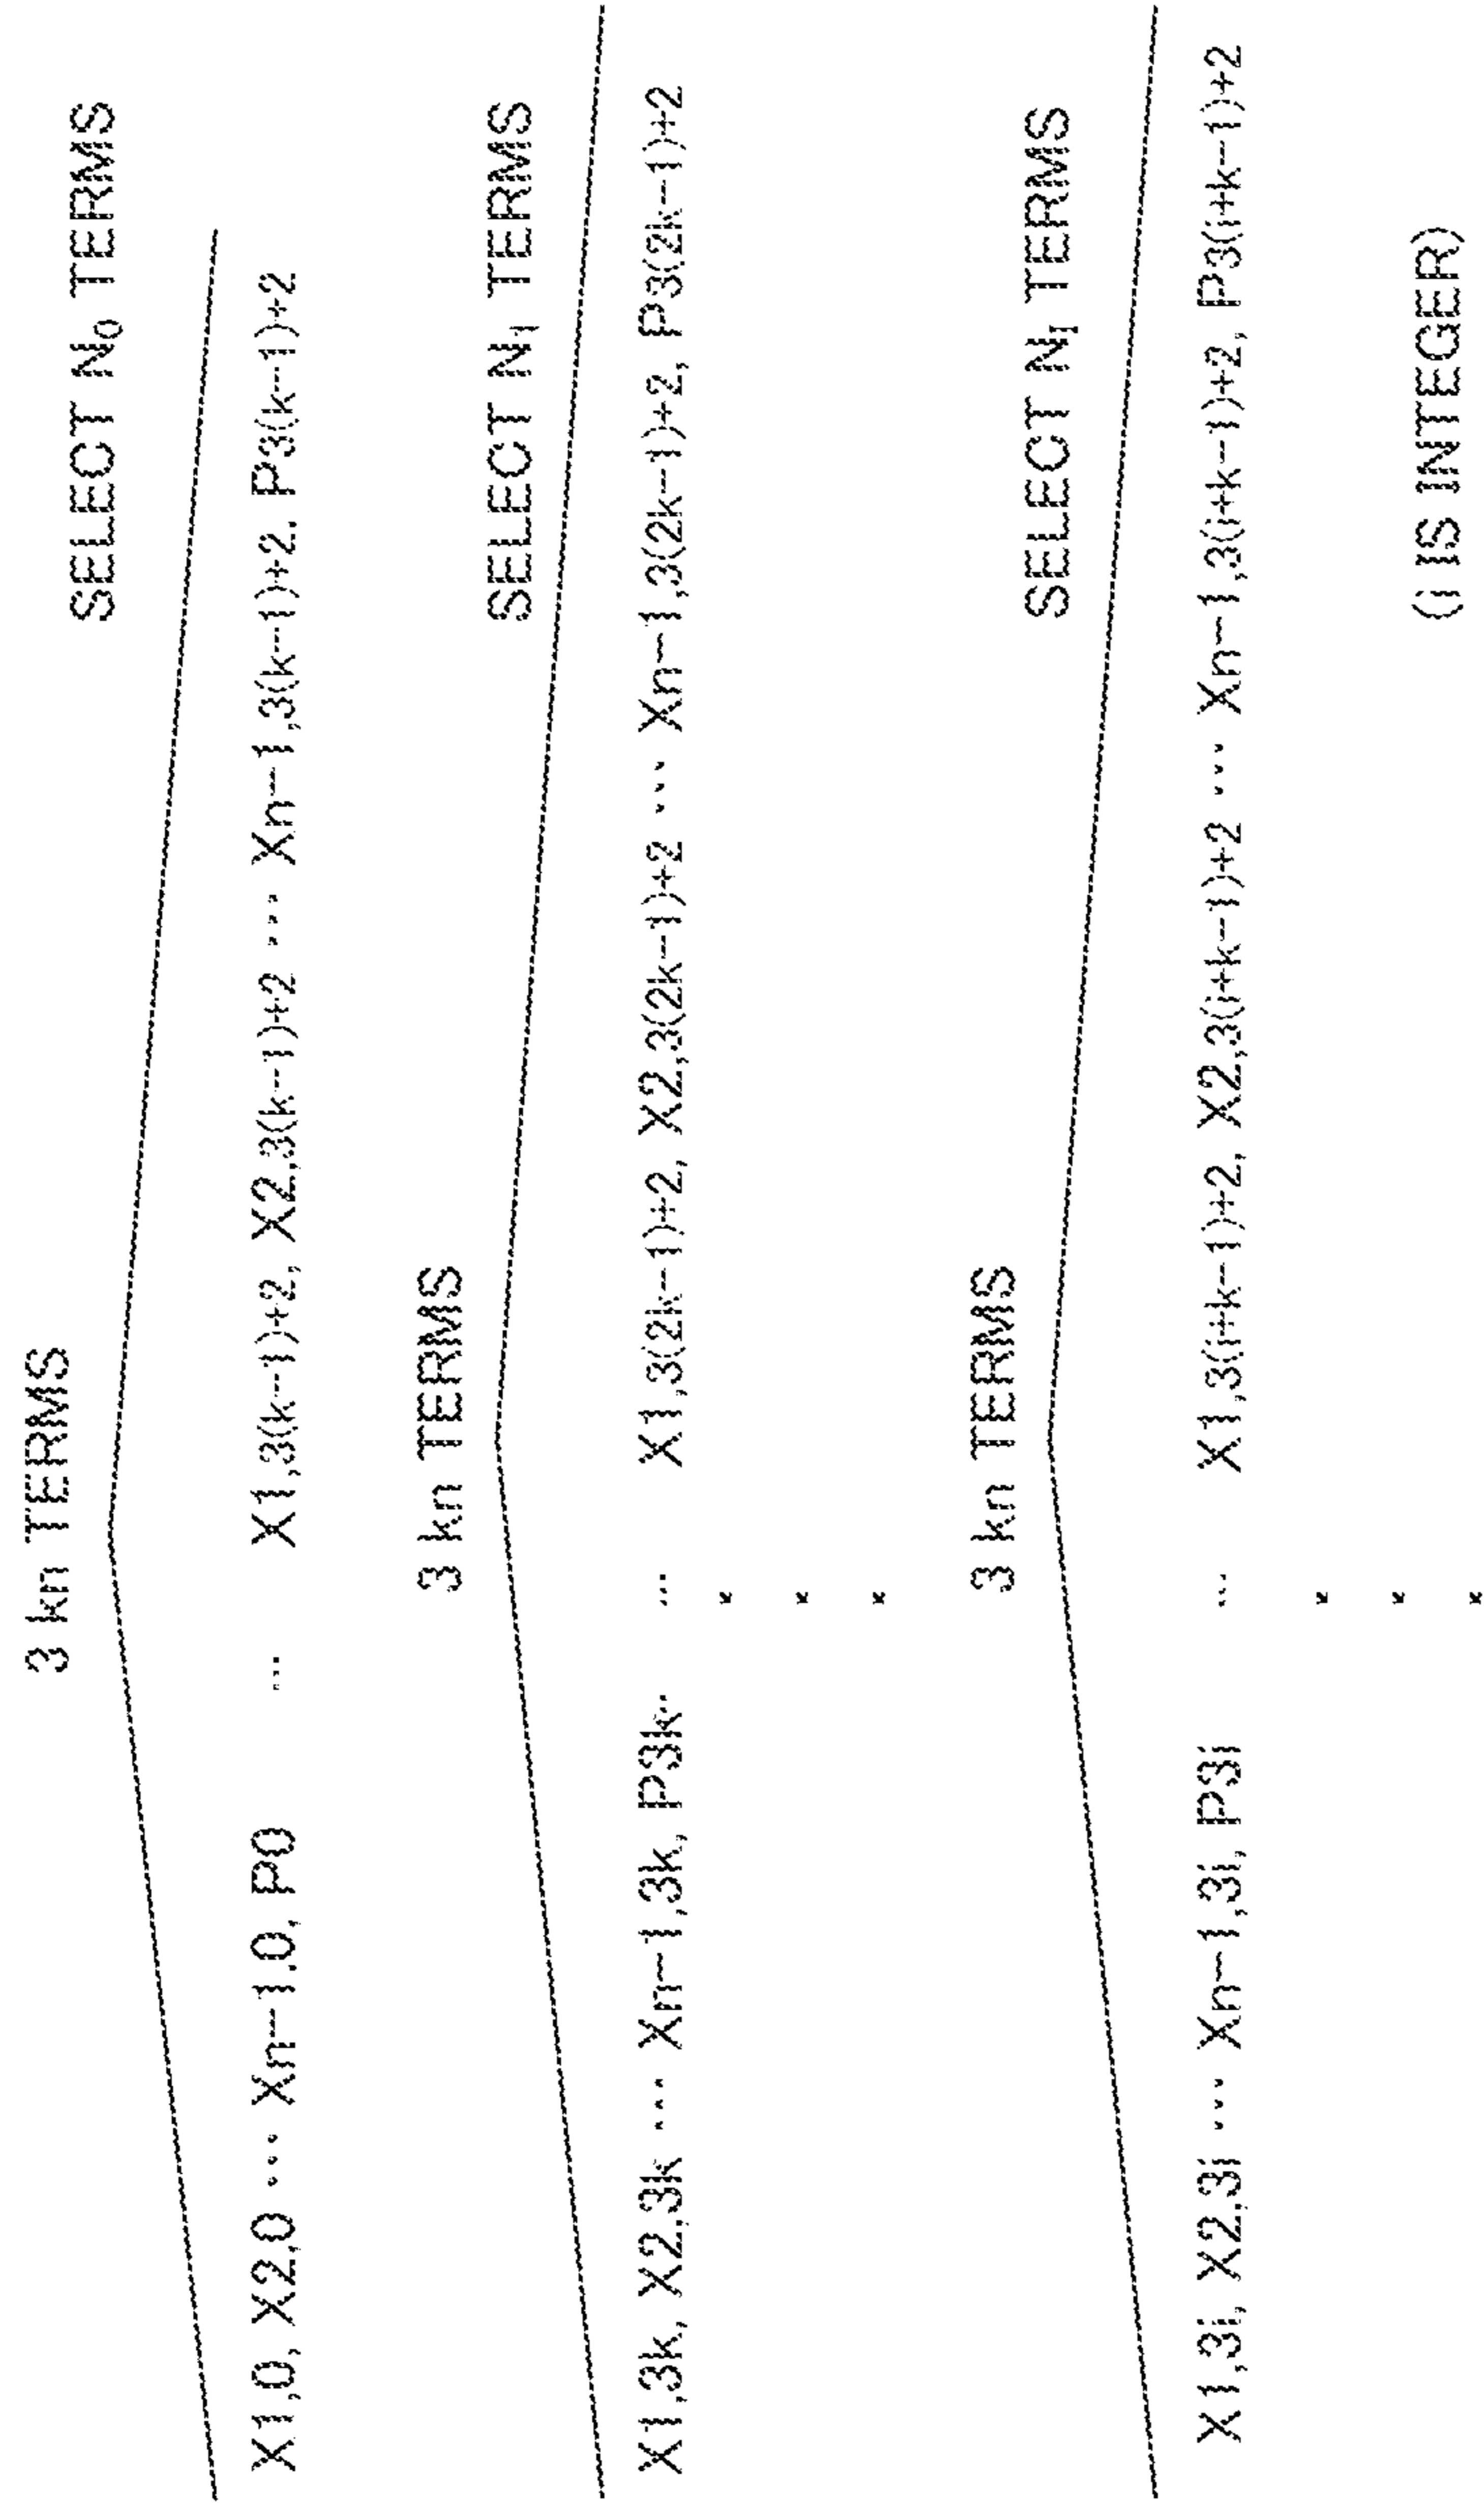 3 kn TERMS
SELECT N₀ TERMS
X1,0, X2,0 ... Xn-1,0, P0 ... X1,3(k-1)+2, X2,3(k-1)+2 ... Xn-1,3(k-1)+2, P3(k-1)+2
3 kn TERMS
SELECT N₁ TERMS
X1,3k, X2,3k ... Xn-1,3k, P3k.. ... X1,3(2k-1)+2, X2,3(2k-1)+2 ... Xn-1,3(2k-1)+2, P3(2k-1)+2
3 kn TERMS
SELECT Nᵢ TERMS
X1,3i, X2,3i ... Xn-1,3i, P3i ... X1,3(i+k-1)+2, X2,3(i+k-1)+2 ... Xn-1,3(i+k-1)+2, P3(i+k-1)+2
(i IS INTEGER)